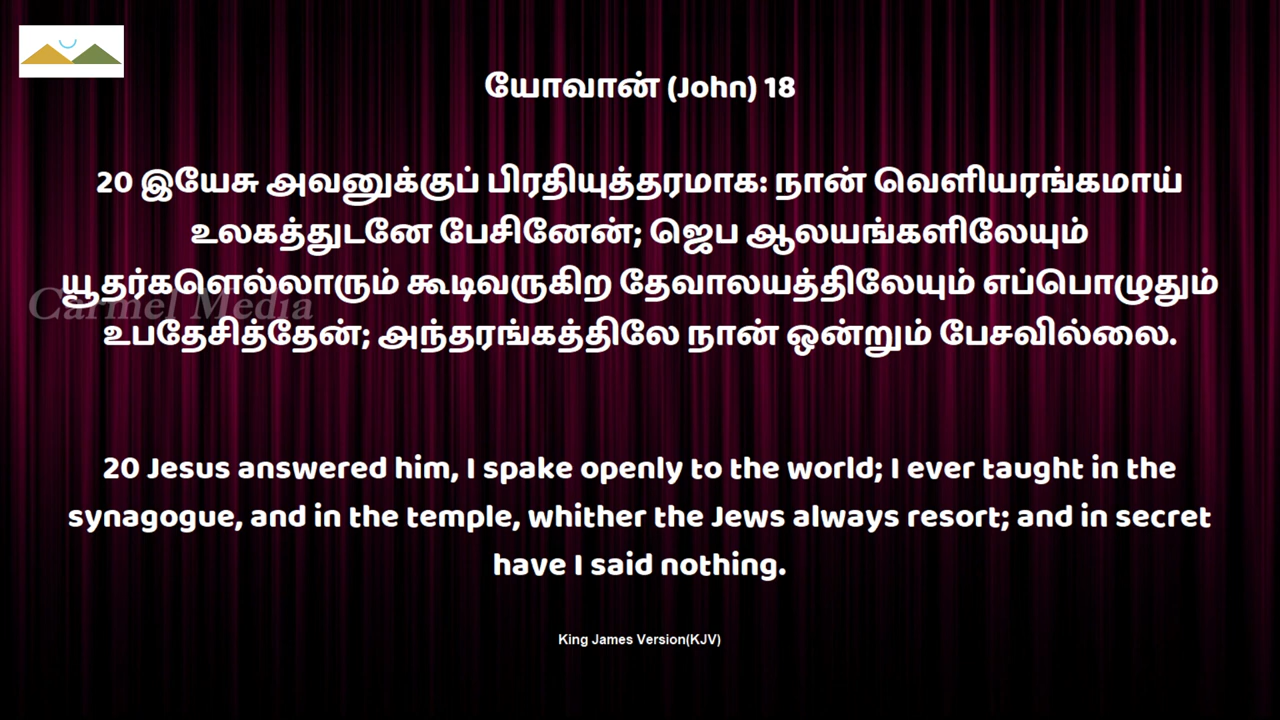 யோவான் (John) 18
20 இயேசு அவனுக்குப் பிரதியுத்தரமாக: நான் வெளியரங்கமாய்
உலகத்துடனே பேசினேன்; ஜெப ஆலயங்களிலேயும்
யூதர்களெல்லாரும் கூடிவருகிற தேவாலயத்திலேயும் எப்பொழுதும்
Carmel Media
உபதேசித்தேன்; அந்தரங்கத்திலே நான் ஒன்றும் பேசவில்லை.
20 Jesus answered him, I spake openly to the world; I ever taught in the
synagogue, and in the temple, whither the Jews always resort; and in secret
have I said nothing.
King James Version(KJV)